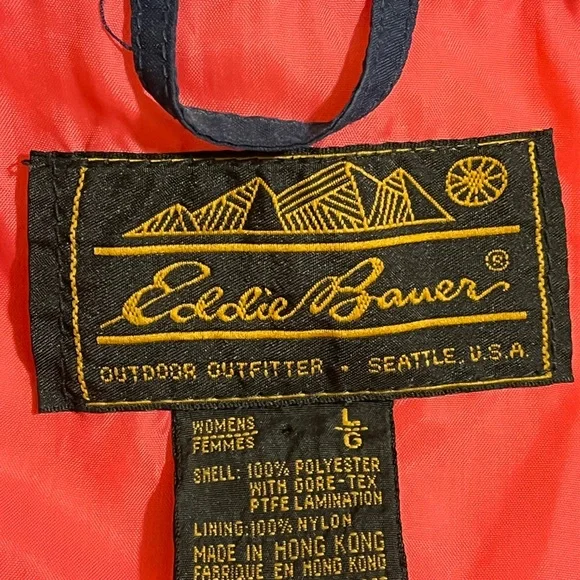 Eddie Bauer ®
OUTDOOR OUTFITTER • SEATTLE, U.S.A.
WOMENS
FEMMES
L
G
SHELL: 100% POLYESTER
WITH GORE-TEX
PTFE LAMINATION
LINING: 100% NYLON
MADE IN HONG KONG
FABRIQUE EN HONG KONG